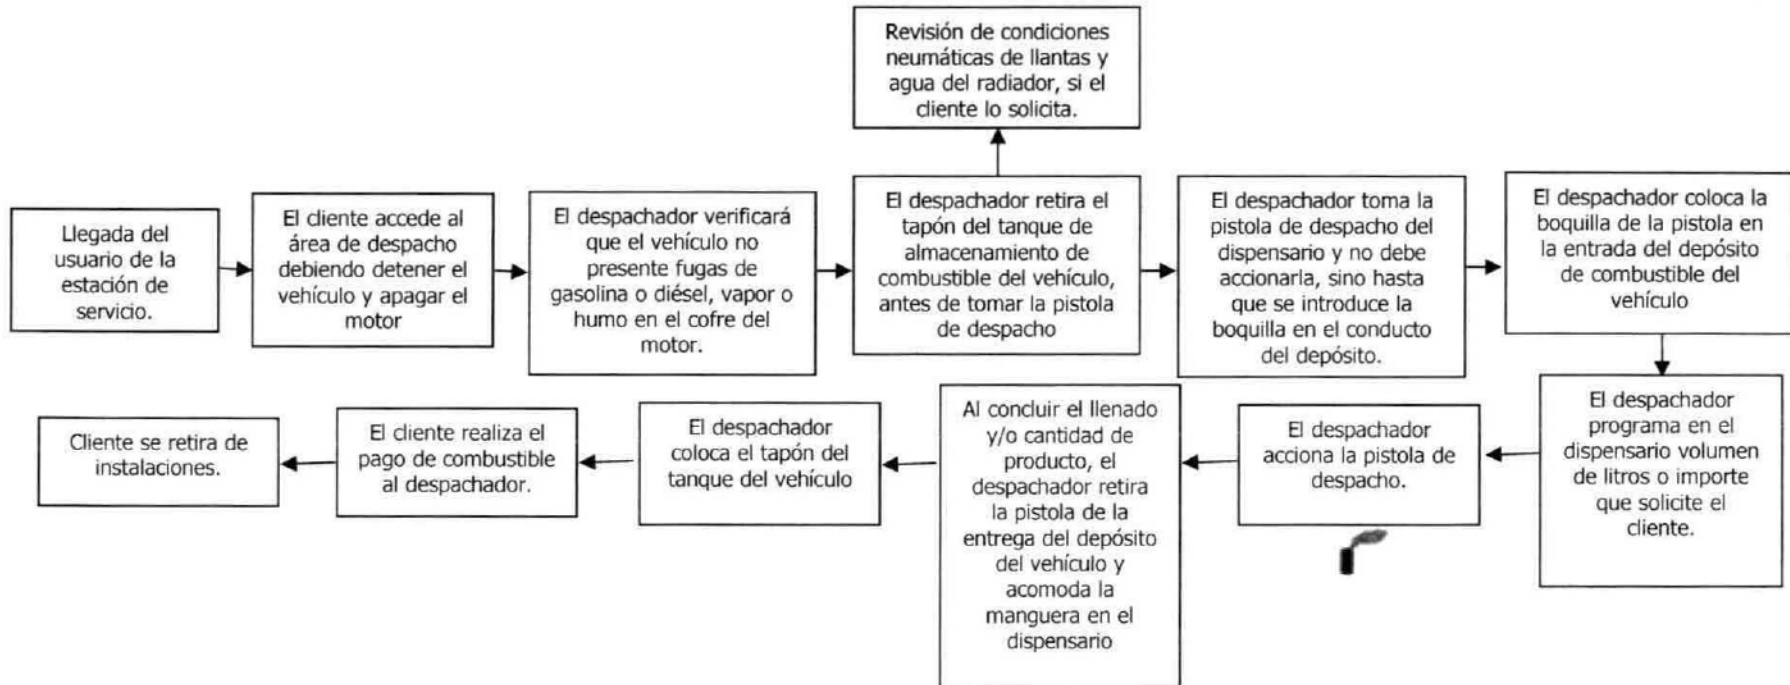 Revisión de condiciones
neumáticas de llantas y
agua del radiador, si el
cliente lo solicita.
Llegada del
usuario de la
estación de
servicio.
El cliente accede al
área de despacho
debiendo detener el
vehículo y apagar el
motor
El despachador verificará
que el vehículo no
presente fugas de
gasolina o diésel, vapor o
humo en el cofre del
motor.
El despachador retira el
tapón del tanque de
almacenamiento de
combustible del vehículo,
antes de tomar la pistola
de despacho
El despachador toma la
pistola de despacho del
dispensario y no debe
accionarla, sino hasta
que se introduce la
boquilla en el conducto
del depósito.
El despachador coloca la
boquilla de la pistola en
la entrada del depósito
de combustible del
vehículo
El despachador
programa en el
dispensario volumen
de litros o importe
que solicite el
cliente.
El despachador
acciona la pistola de
despacho.
Al concluir el llenado
y/o cantidad de
producto, el
despachador retira
la pistola de la
entrega del depósito
del vehículo y
acomoda la
manguera en el
dispensario
El despachador
coloca el tapón del
tanque del vehículo
El cliente realiza el
pago de combustible
al despachador.
Cliente se retira de
instalaciones.